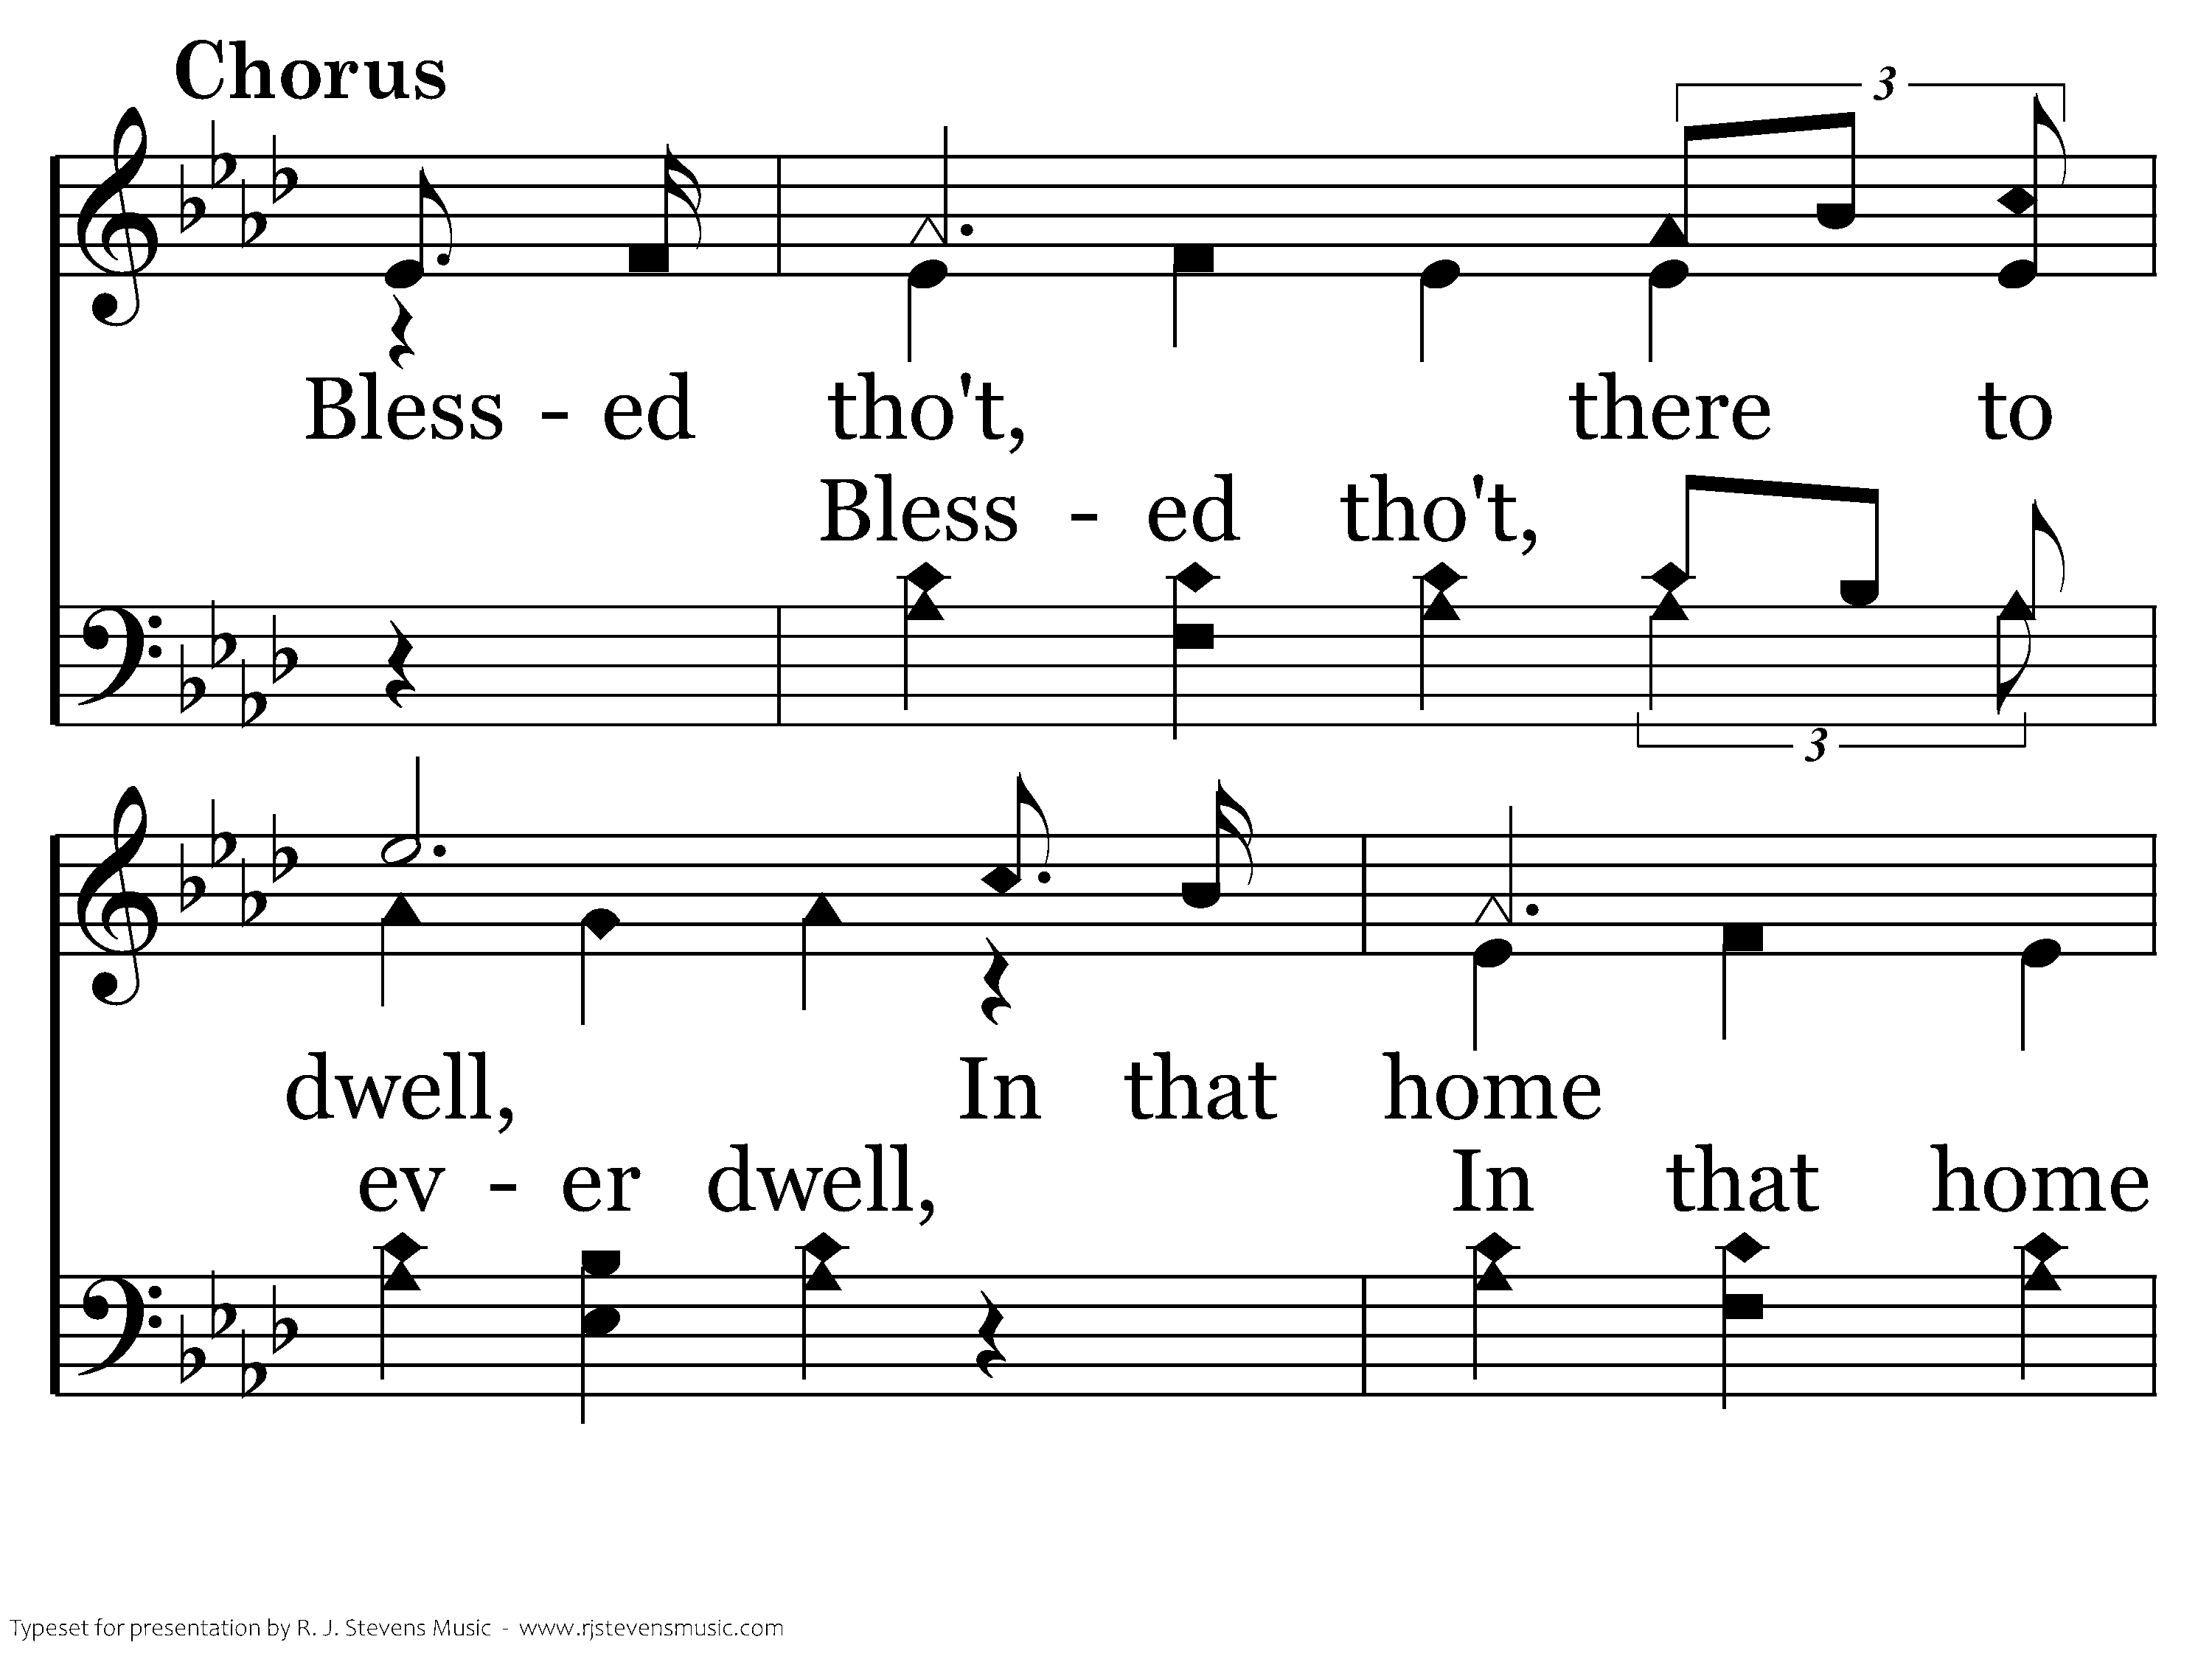 Chorus
3
Bless - ed tho't, there to
Bless - ed tho't,
3
dwell, In that home
ev - er dwell, In that home
Typeset for presentation by R. J. Stevens Music - www.rjstevensmusic.com